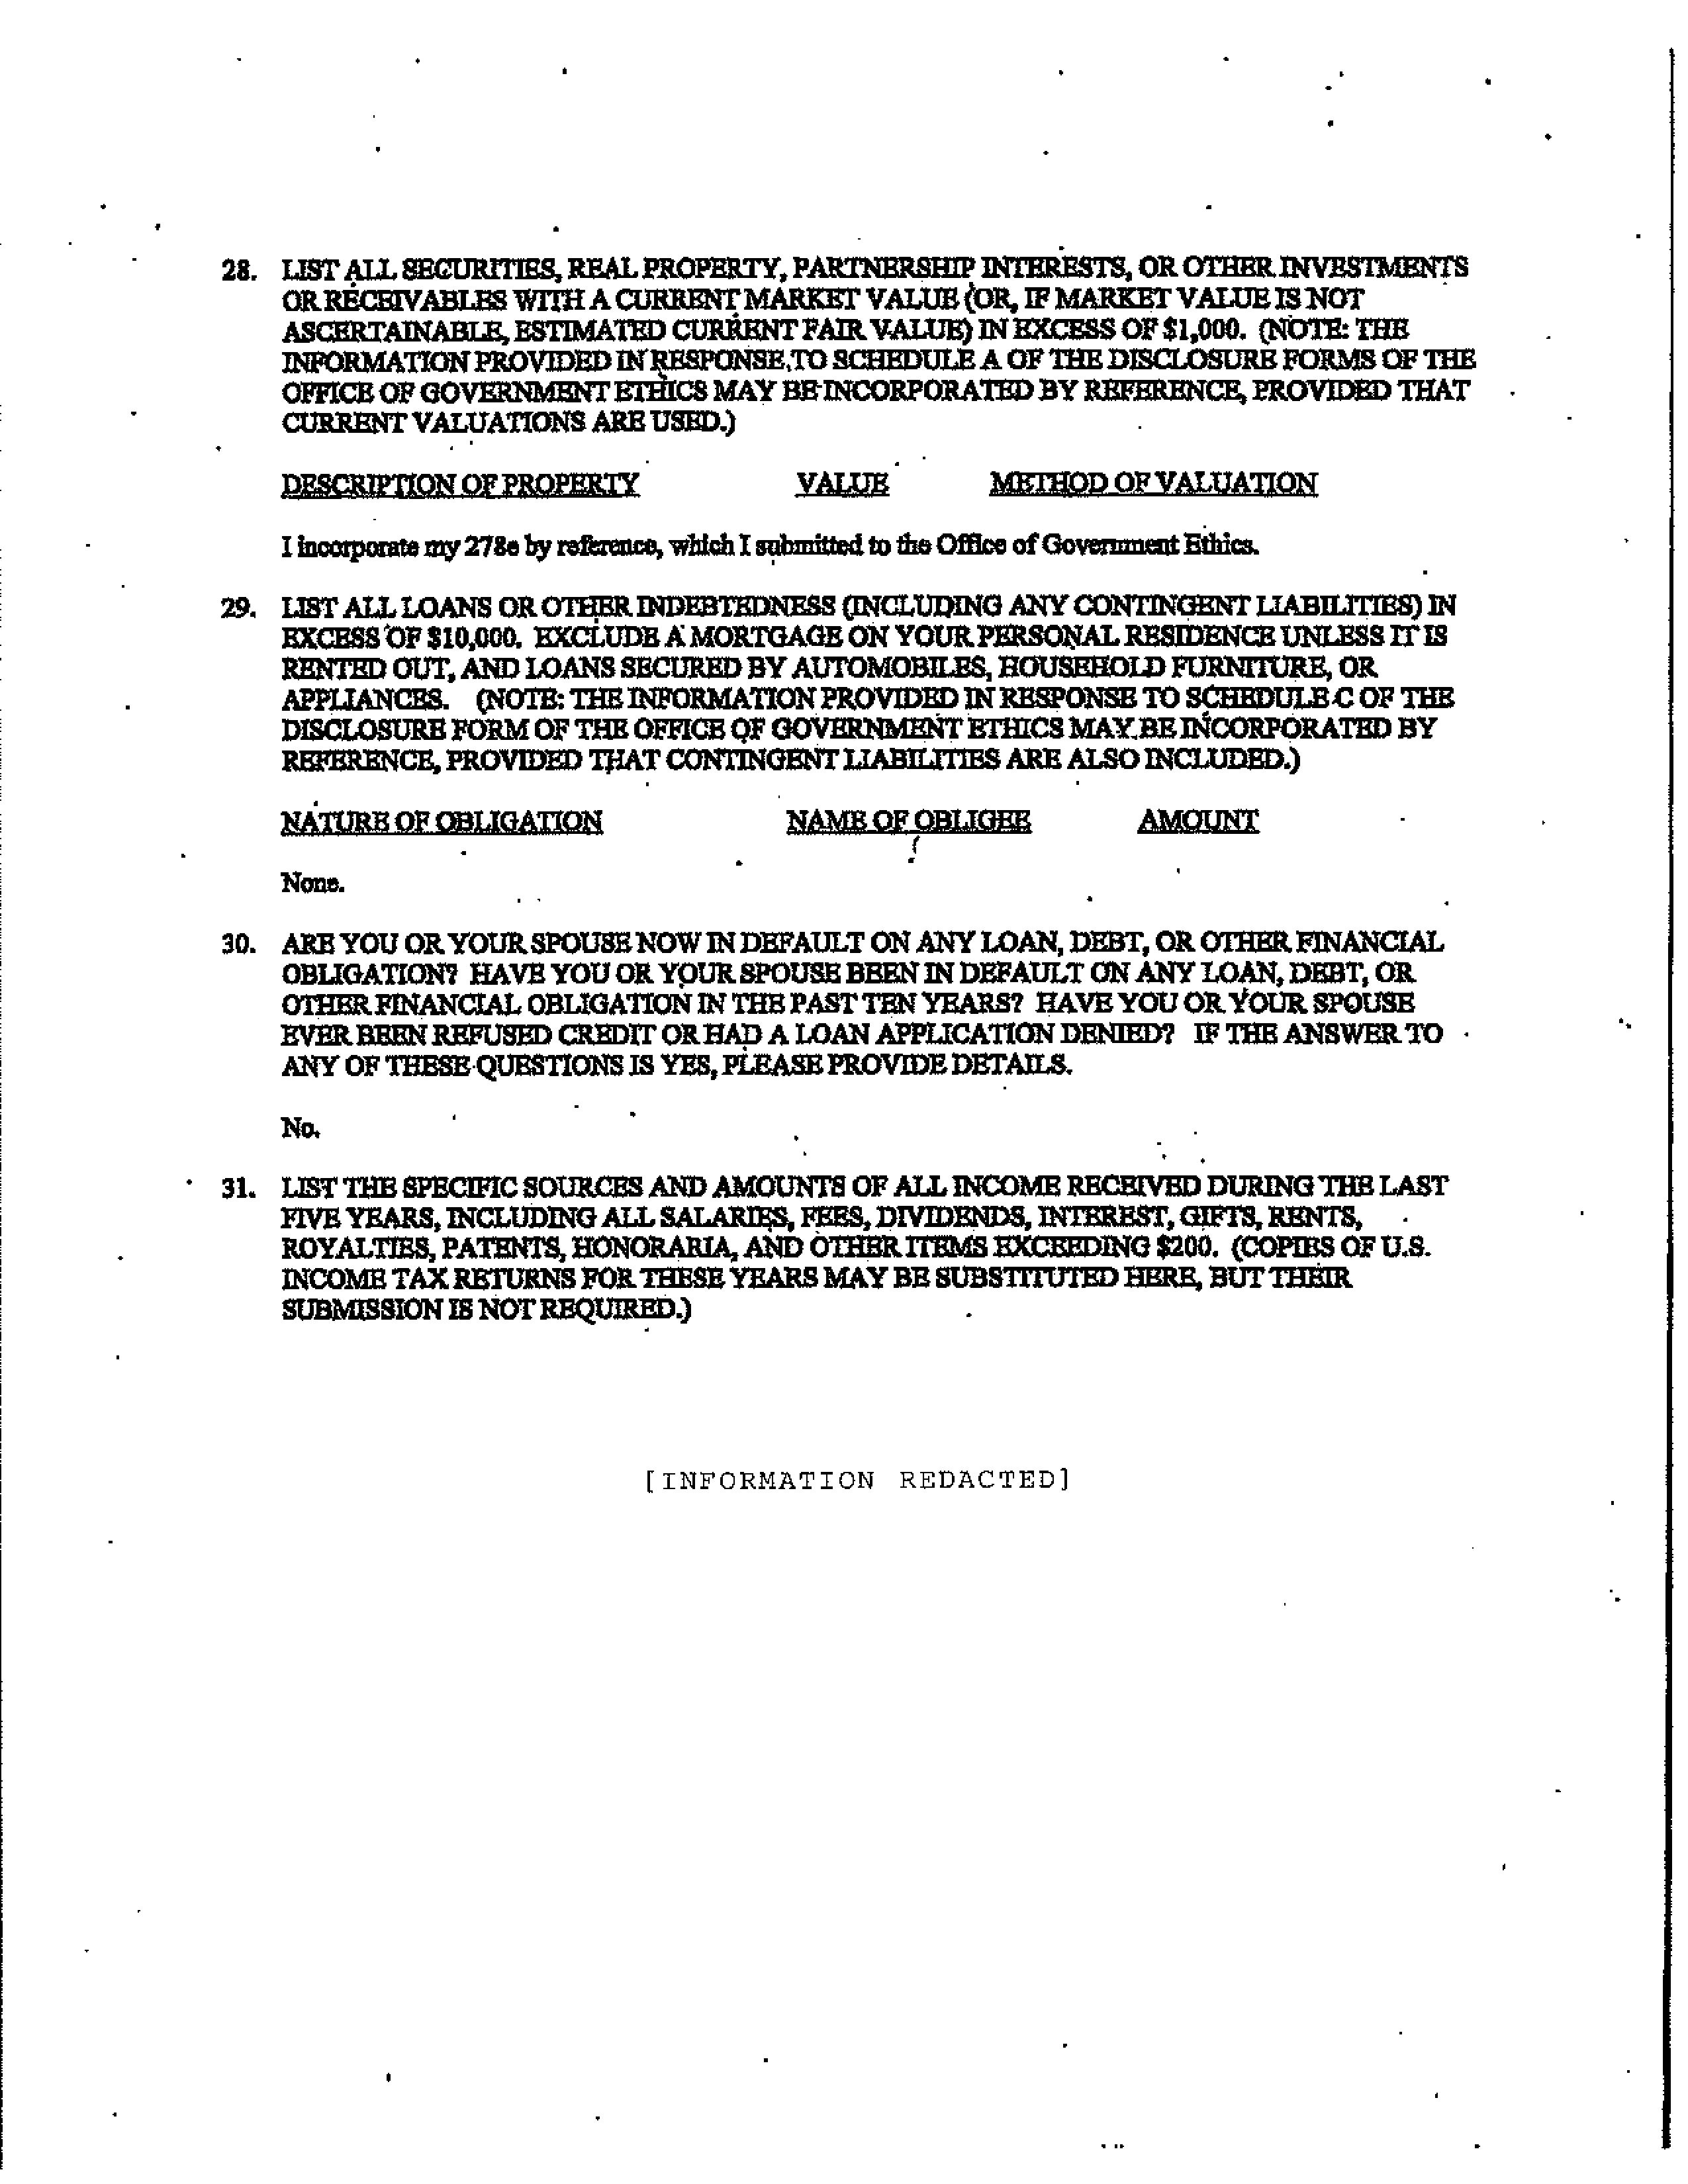 28. LIST ALL SECURITIES, REAL PROPERTY, PARTNERSHIP INTERESTS, OR OTHER INVESTMENTS
OR RECEIVABLES WITH A CURRENT MARKET VALUE (OR, IF MARKET VALUE IS NOT
ASCERTAINABLE, ESTIMATED CURRENT FAIR VALUE) IN EXCESS OF $1,000. (NOTE: THE
INFORMATION PROVIDED IN RESPONSE TO SCHEDULE A OF THE DISCLOSURE FORMS OF THE
OFFICE OF GOVERNMENT ETHICS MAY BE INCORPORATED BY REFERENCE, PROVIDED THAT
CURRENT VALUATIONS ARE USED.)
DESCRIPTION OF PROPERTY VALUE METHOD OF VALUATION
I incorporate my 278e by reference, which I submitted to the Office of Government Ethics.
29. LIST ALL LOANS OR OTHER INDEBTEDNESS (INCLUDING ANY CONTINGENT LIABILITIES) IN
EXCESS OF $10,000. EXCLUDE A MORTGAGE ON YOUR PERSONAL RESIDENCE UNLESS IT IS
RENTED OUT, AND LOANS SECURED BY AUTOMOBILES, HOUSEHOLD FURNITURE, OR
APPLIANCES. (NOTE: THE INFORMATION PROVIDED IN RESPONSE TO SCHEDULE C OF THE
DISCLOSURE FORM OF THE OFFICE OF GOVERNMENT ETHICS MAY BE INCORPORATED BY
REFERENCE, PROVIDED THAT CONTINGENT LIABILITIES ARE ALSO INCLUDED.)
NATURE OF OBLIGATION NAME OF OBLIGEE AMOUNT
None.
30. ARE YOU OR YOUR SPOUSE NOW IN DEFAULT ON ANY LOAN, DEBT, OR OTHER FINANCIAL
OBLIGATION? HAVE YOU OR YOUR SPOUSE BEEN IN DEFAULT ON ANY LOAN, DEBT, OR
OTHER FINANCIAL OBLIGATION IN THE PAST TEN YEARS? HAVE YOU OR YOUR SPOUSE
EVER BEEN REFUSED CREDIT OR HAD A LOAN APPLICATION DENIED? IF THE ANSWER TO
ANY OF THESE QUESTIONS IS YES, PLEASE PROVIDE DETAILS.
No.
31. LIST THE SPECIFIC SOURCES AND AMOUNTS OF ALL INCOME RECEIVED DURING THE LAST
FIVE YEARS, INCLUDING ALL SALARIES, FEES, DIVIDENDS, INTEREST, GIFTS, RENTS,
ROYALTIES, PATENTS, HONORARIA, AND OTHER ITEMS EXCEEDING $200. (COPIES OF U.S.
INCOME TAX RETURNS FOR THESE YEARS MAY BE SUBSTITUTED HERE, BUT THEIR
SUBMISSION IS NOT REQUIRED.)
[INFORMATION REDACTED]